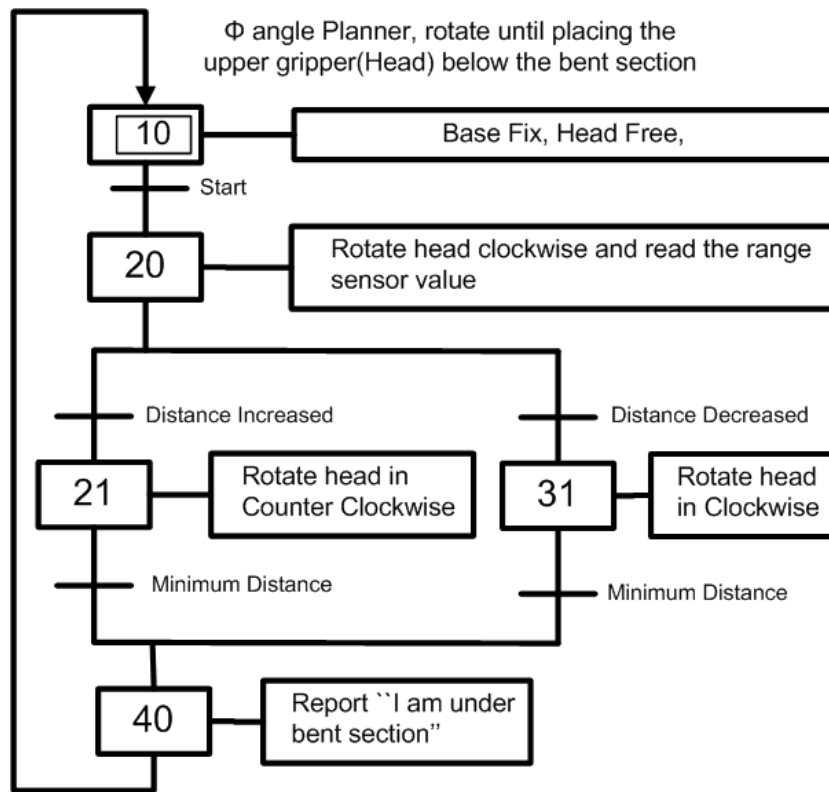 Φ angle Planner, rotate until placing the
upper gripper(Head) below the bent section
10
Base Fix, Head Free,
Start
20
Rotate head clockwise and read the range
sensor value
Distance Increased
Distance Decreased
21
Rotate head in
Counter Clockwise
31
Rotate head
in Clockwise
Minimum Distance
Minimum Distance
40
Report ``I am under
bent section”